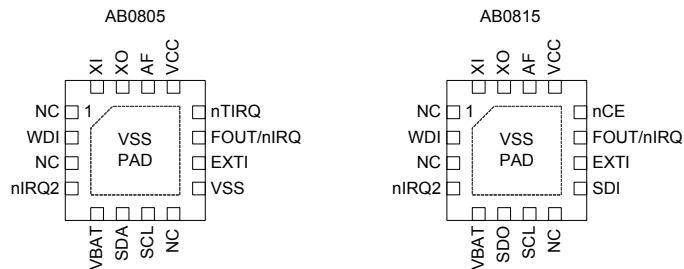 AB0805
AB0815
XI XO AF VCC
XI XO AF VCC
NC 1 nTIRQ
WDI VSS FOUT/nIRQ
NC PAD EXTI
nIRQ2 VSS
VBAT SDA SCL NC
NC 1 nCE
WDI VSS FOUT/nIRQ
NC PAD EXTI
nIRQ2 SDI
VBAT SDO SCL NC